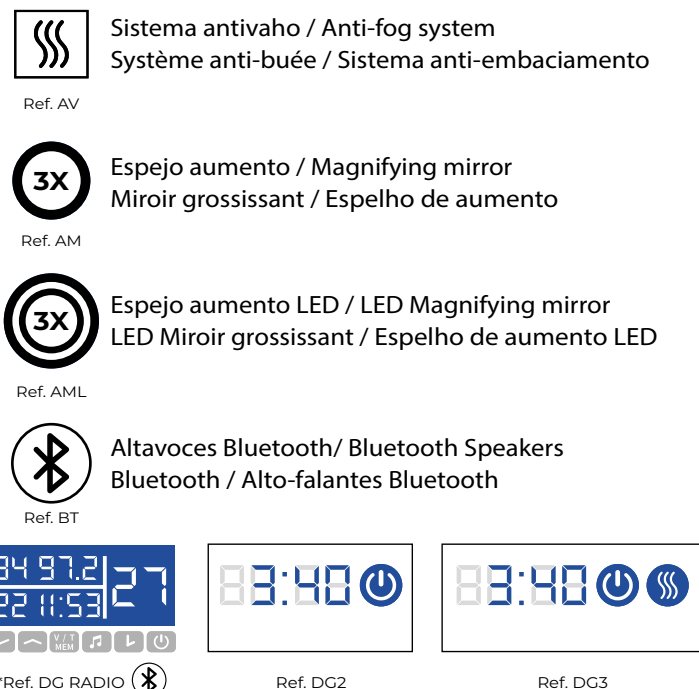 Sistema antivaho / Anti-fog system
Système anti-buée / Sistema anti-embaciamento
Ref. AV
3X
Espejo aumento / Magnifying mirror
Miroir grossissant / Espelho de aumento
Ref. AM
3X
Espejo aumento LED / LED Magnifying mirror
LED Miroir grossissant / Espelho de aumento LED
Ref. AML
Altavoces Bluetooth/ Bluetooth Speakers
Bluetooth / Alto-falantes Bluetooth
Ref. BT
97.2
27
11:53
V / T
MEM
*Ref. DG RADIO
3:40
Ref. DG2
3:40
Ref. DG3